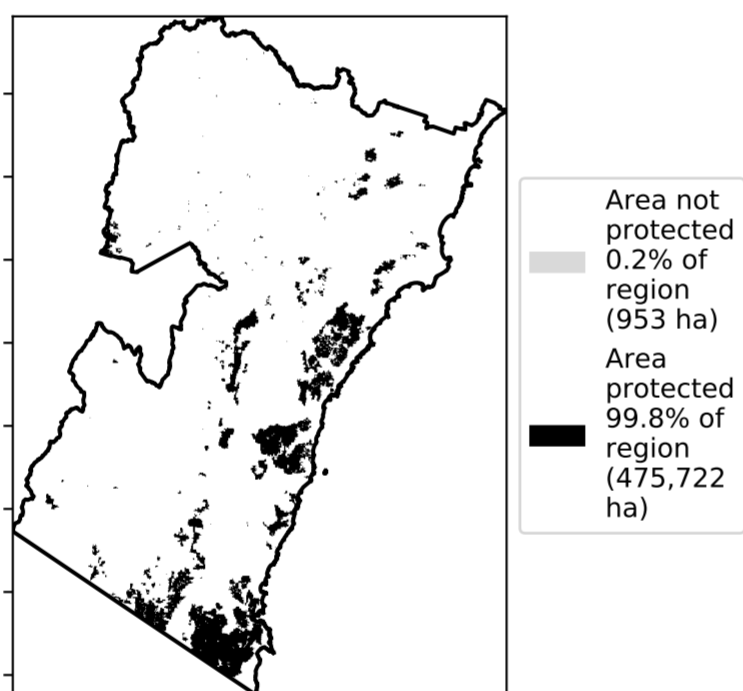 Area not
protected
0.2% of
region
(953 ha)
Area
protected
99.8% of
region
(475,722
ha)